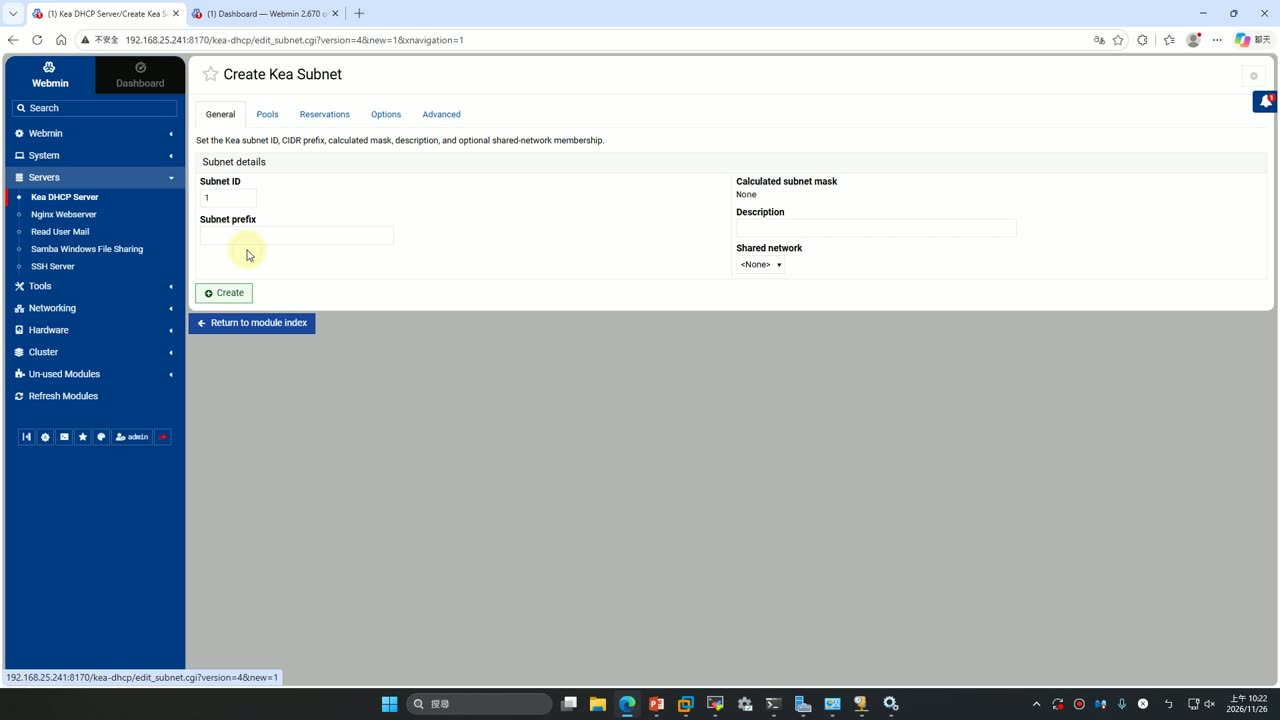 (1) Kea DHCP Server/Create Kea S
(1) Dashboard — Webmin 2.670 o
不安全
192.168.25.241:8170/kea-dhcp/edit_subnet.cgi?version=4&new=1&xnavigation=1
聊天
Webmin
Dashboard
Search
Webmin
System
Servers
Kea DHCP Server
Nginx Webserver
Read User Mail
Samba Windows File Sharing
SSH Server
Tools
Networking
Hardware
Cluster
Un-used Modules
Refresh Modules
admin
Create Kea Subnet
1
General
Pools
Reservations
Options
Advanced
Set the Kea subnet ID, CIDR prefix, calculated mask, description, and optional shared-network membership.
Subnet details
Subnet ID
1
Subnet prefix
Calculated subnet mask
None
Description
Shared network
<None>
Create
Return to module index
192.168.25.241:8170/kea-dhcp/edit_subnet.cgi?version=4&new=1
搜尋
上午 10:22
2026/11/26